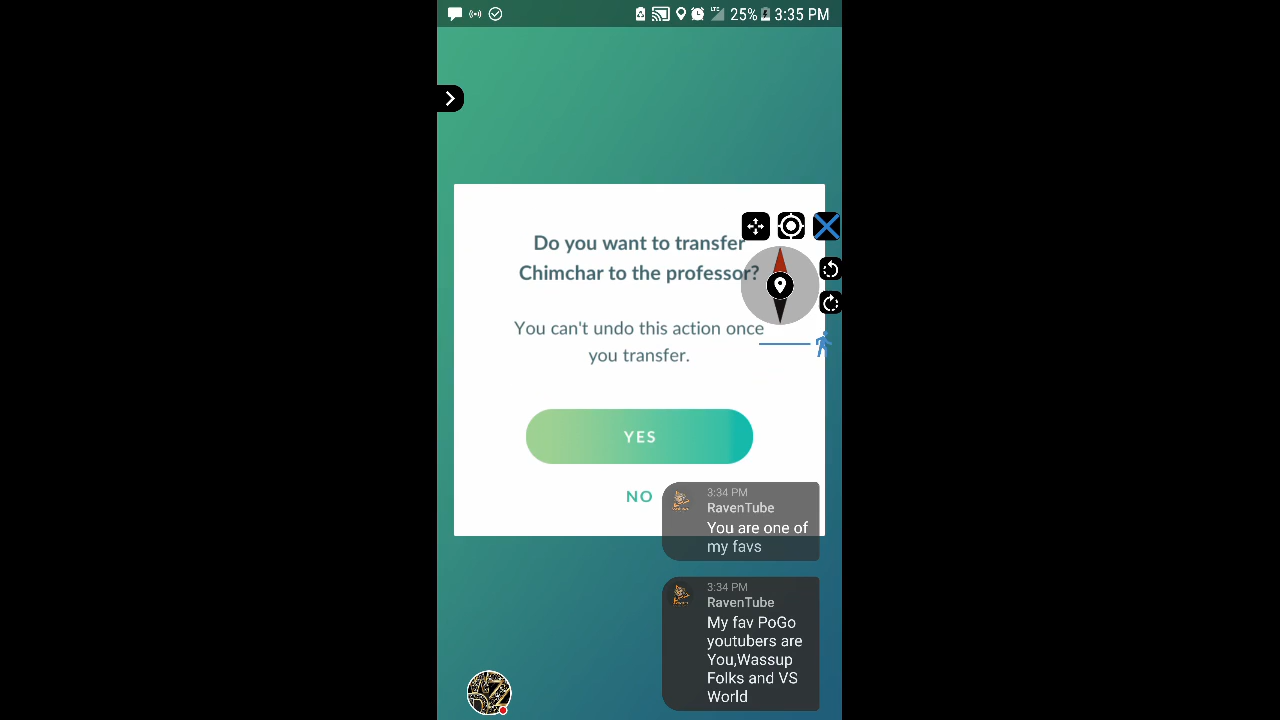 LTE 25% 3:35 PM
Do you want to transfer
Chimchar to the professor?
You can't undo this action once
you transfer.
YES
NO
3:34 PM
RavenTube
You are one of
my favs
3:34 PM
RavenTube
My fav PoGo
youtubers are
You,Wassup
Folks and VS
World